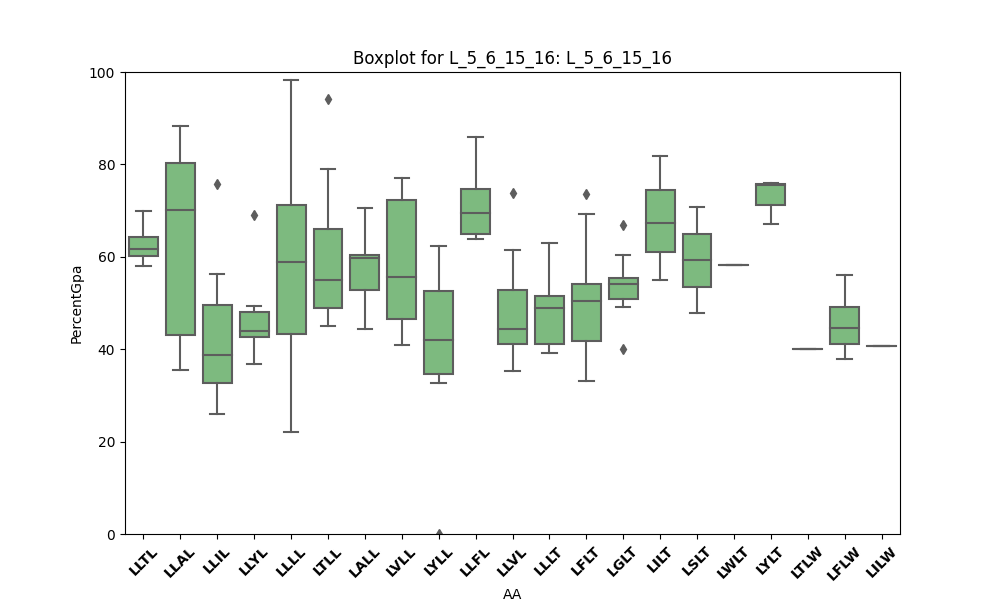 Boxplot for L_5_6_15_16: L_5_6_15_16
100
80
60
40
20
0
PercentGpa
LLTL
LLAL
LLIL
LLYL
LLLL
LTLL
LALL
LVLL
LYLL
LLFL
LLVL
LLLT
LFLT
LGLT
LILT
LSLT
LWLT
LYLT
LTLW
LFLW
LILW
AA